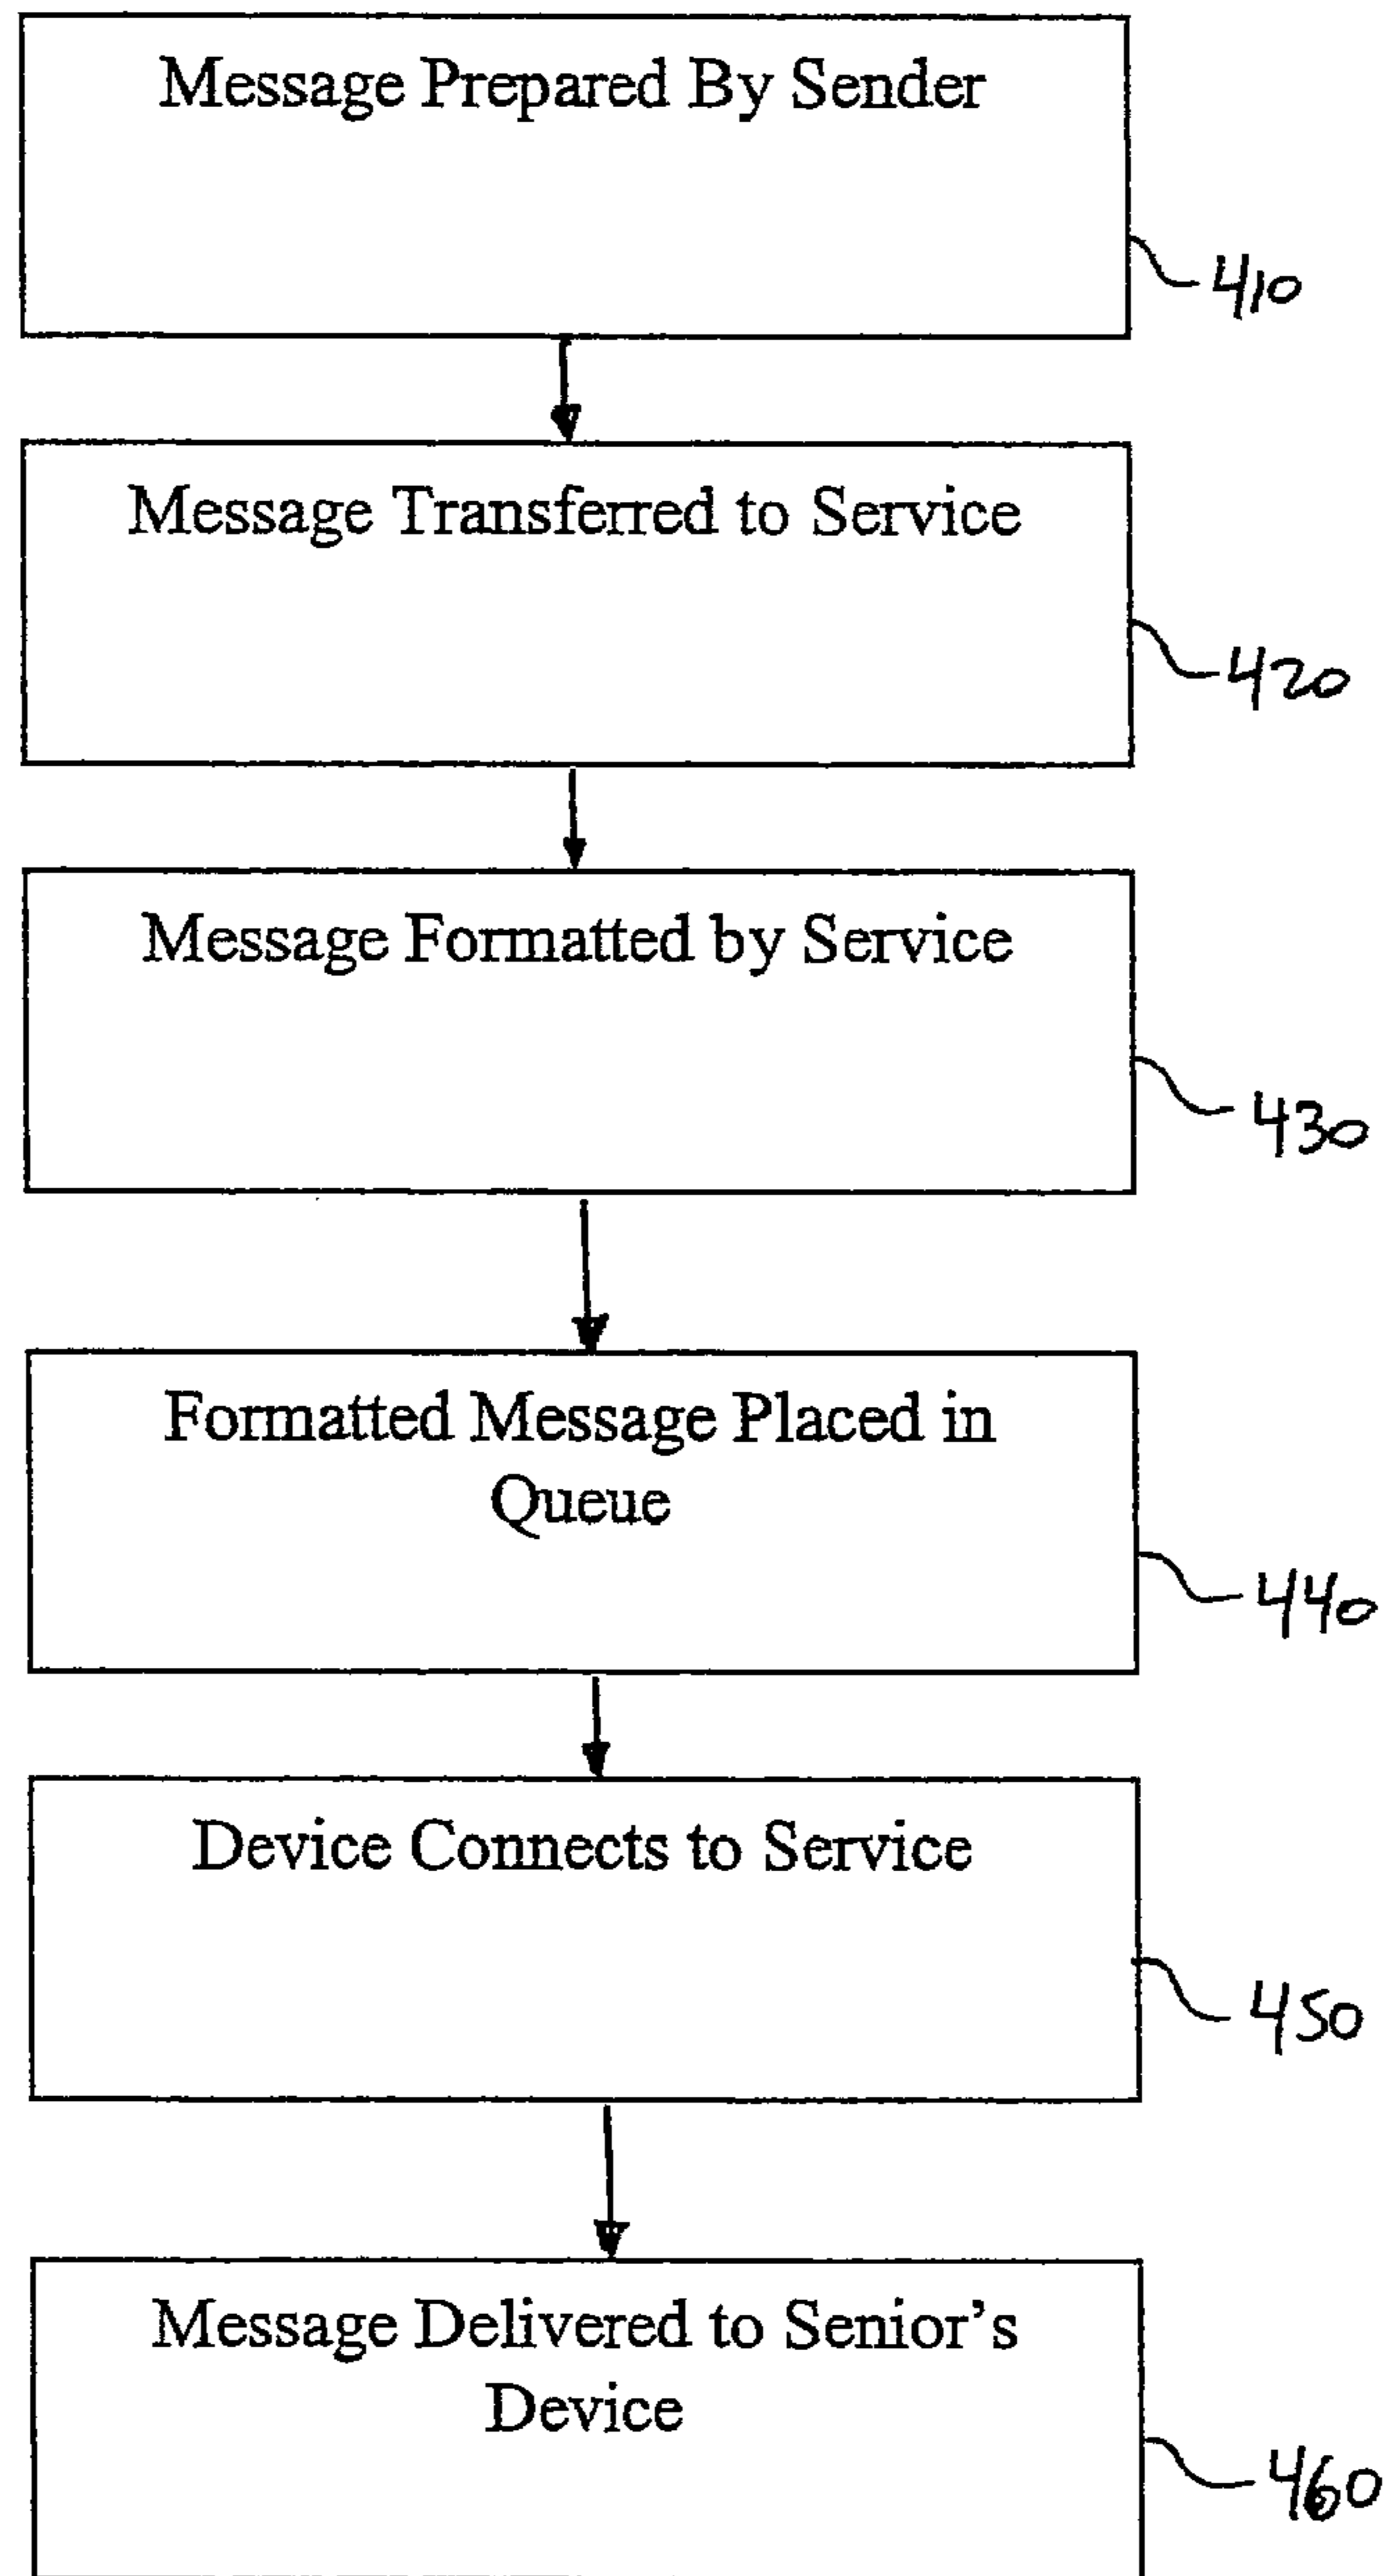 Message Prepared By Sender
410
Message Transferred to Service
420
Message Formatted by Service
430
Formatted Message Placed in
Queue
440
Device Connects to Service
450
Message Delivered to Senior’s
Device
460